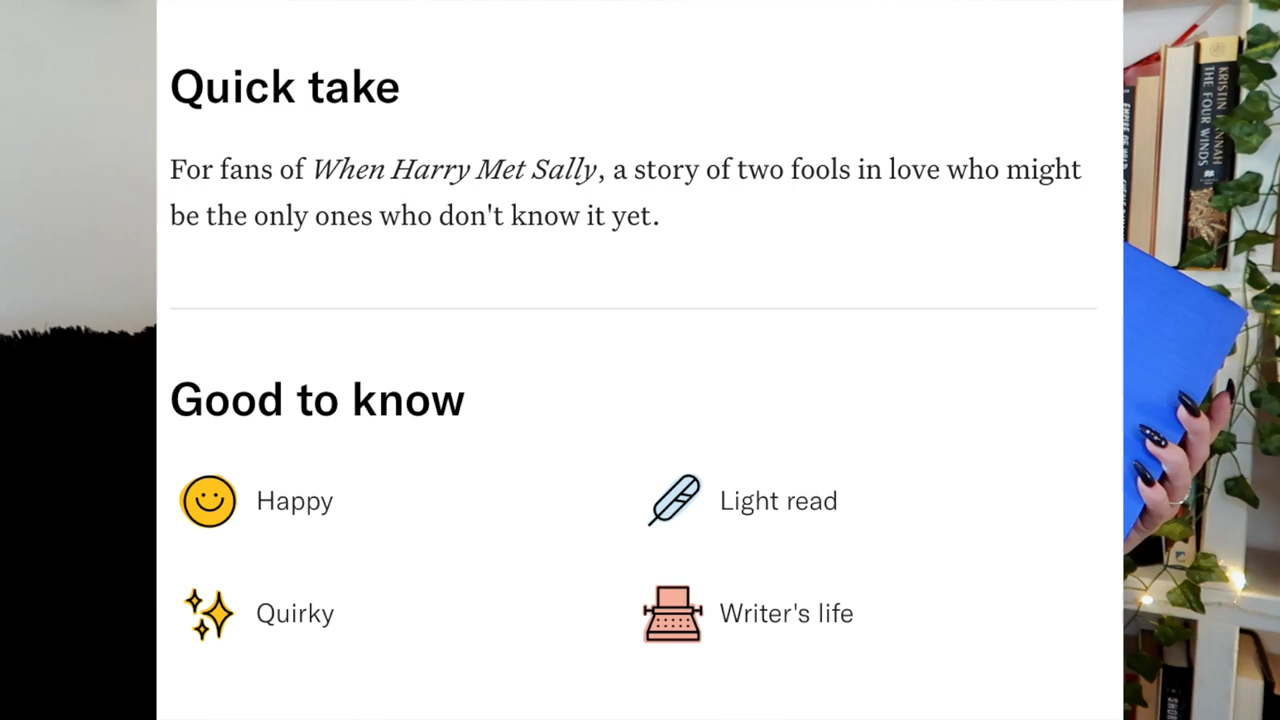 Quick take
For fans of When Harry Met Sally, a story of two fools in love who might
be the only ones who don't know it yet.
Good to know
Happy
Light read
Quirky
Writer's life
KRISTIN HANNAH
THE FOUR WINDS
EMPIRE OF